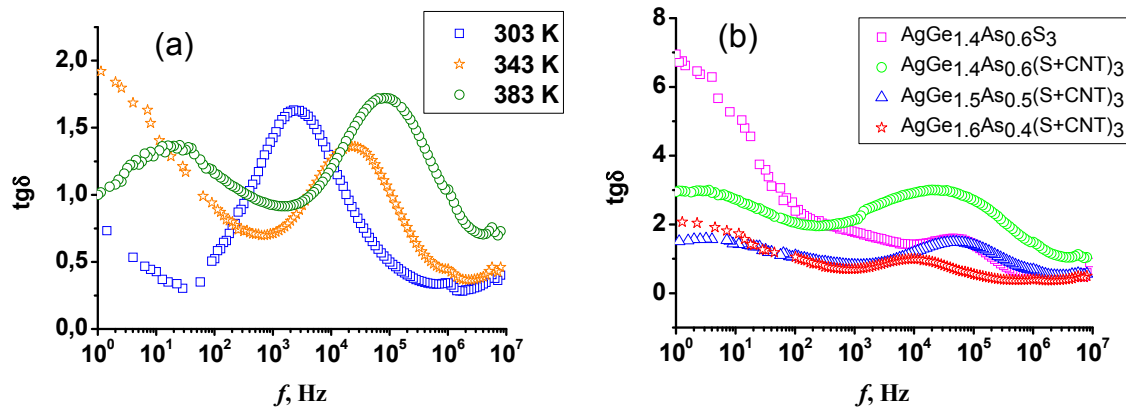 (a)
303 K
343 K
383 K
2,0
1,5
1,0
0,5
0,0
tgδ
10⁰ 10¹ 10² 10³ 10⁴ 10⁵ 10⁶ 10⁷
f, Hz
(b)
AgGe1.4As0.6S3
AgGe1.4As0.6(S+CNT)3
AgGe1.5As0.5(S+CNT)3
AgGe1.6As0.4(S+CNT)3
8
6
4
2
0
tgδ
10⁰ 10¹ 10² 10³ 10⁴ 10⁵ 10⁶ 10⁷
f, Hz